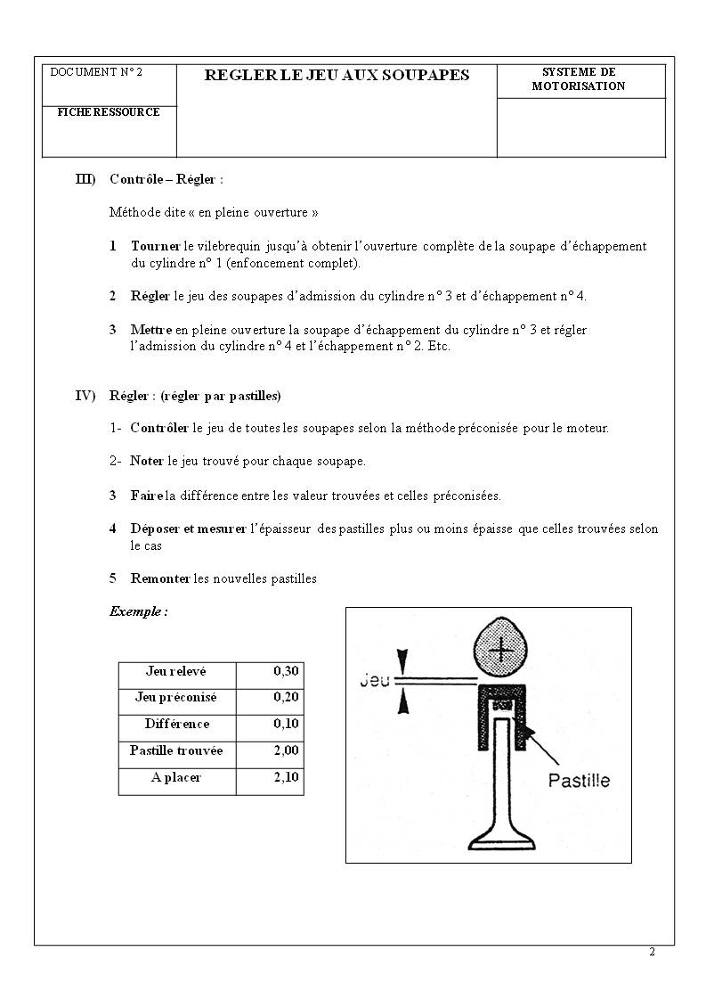 DOCUMENT N° 2
FICHE RESSOURCE
REGLER LE JEU AUX SOUPAPES
SYSTEME DE
MOTORISATION
III) Contrôle – Régler :
Méthode dite « en pleine ouverture »
1 Tourner le vilebrequin jusqu’à obtenir l’ouverture complète de la soupape d’échappement
du cylindre n° 1 (enfoncement complet).
2 Régler le jeu des soupapes d’admission du cylindre n° 3 et d’échappement n° 4.
3 Mettre en pleine ouverture la soupape d’échappement du cylindre n° 3 et régler
l’admission du cylindre n° 4 et l’échappement n° 2. Etc.
IV) Régler : (régler par pastilles)
1- Contrôler le jeu de toutes les soupapes selon la méthode préconisée pour le moteur.
2- Noter le jeu trouvé pour chaque soupape.
3 Faire la différence entre les valeur trouvées et celles préconisées.
4 Déposer et mesurer l’épaisseur des pastilles plus ou moins épaisse que celles trouvées selon
le cas
5 Remonter les nouvelles pastilles
Exemple :
Jeu relevé 0,30
Jeu préconisé 0,20
Différence 0,10
Pastille trouvée 2,00
A placer 2,10
Jeu
Pastille
2